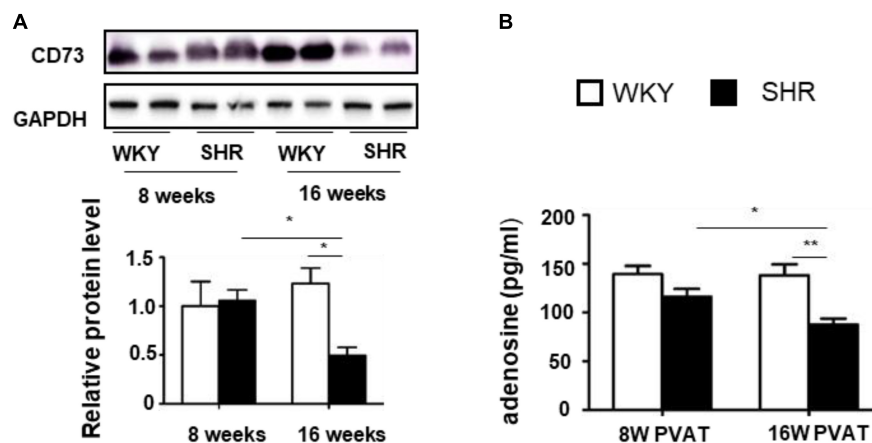 A
CD73
GAPDH
WKY SHR WKY SHR
8 weeks 16 weeks
Relative protein level
*
*
1.5
1.0
0.5
0
8 weeks 16 weeks
B
WKY SHR
adenosine (pg/ml)
*
**
200
150
100
50
0
8W PVAT 16W PVAT